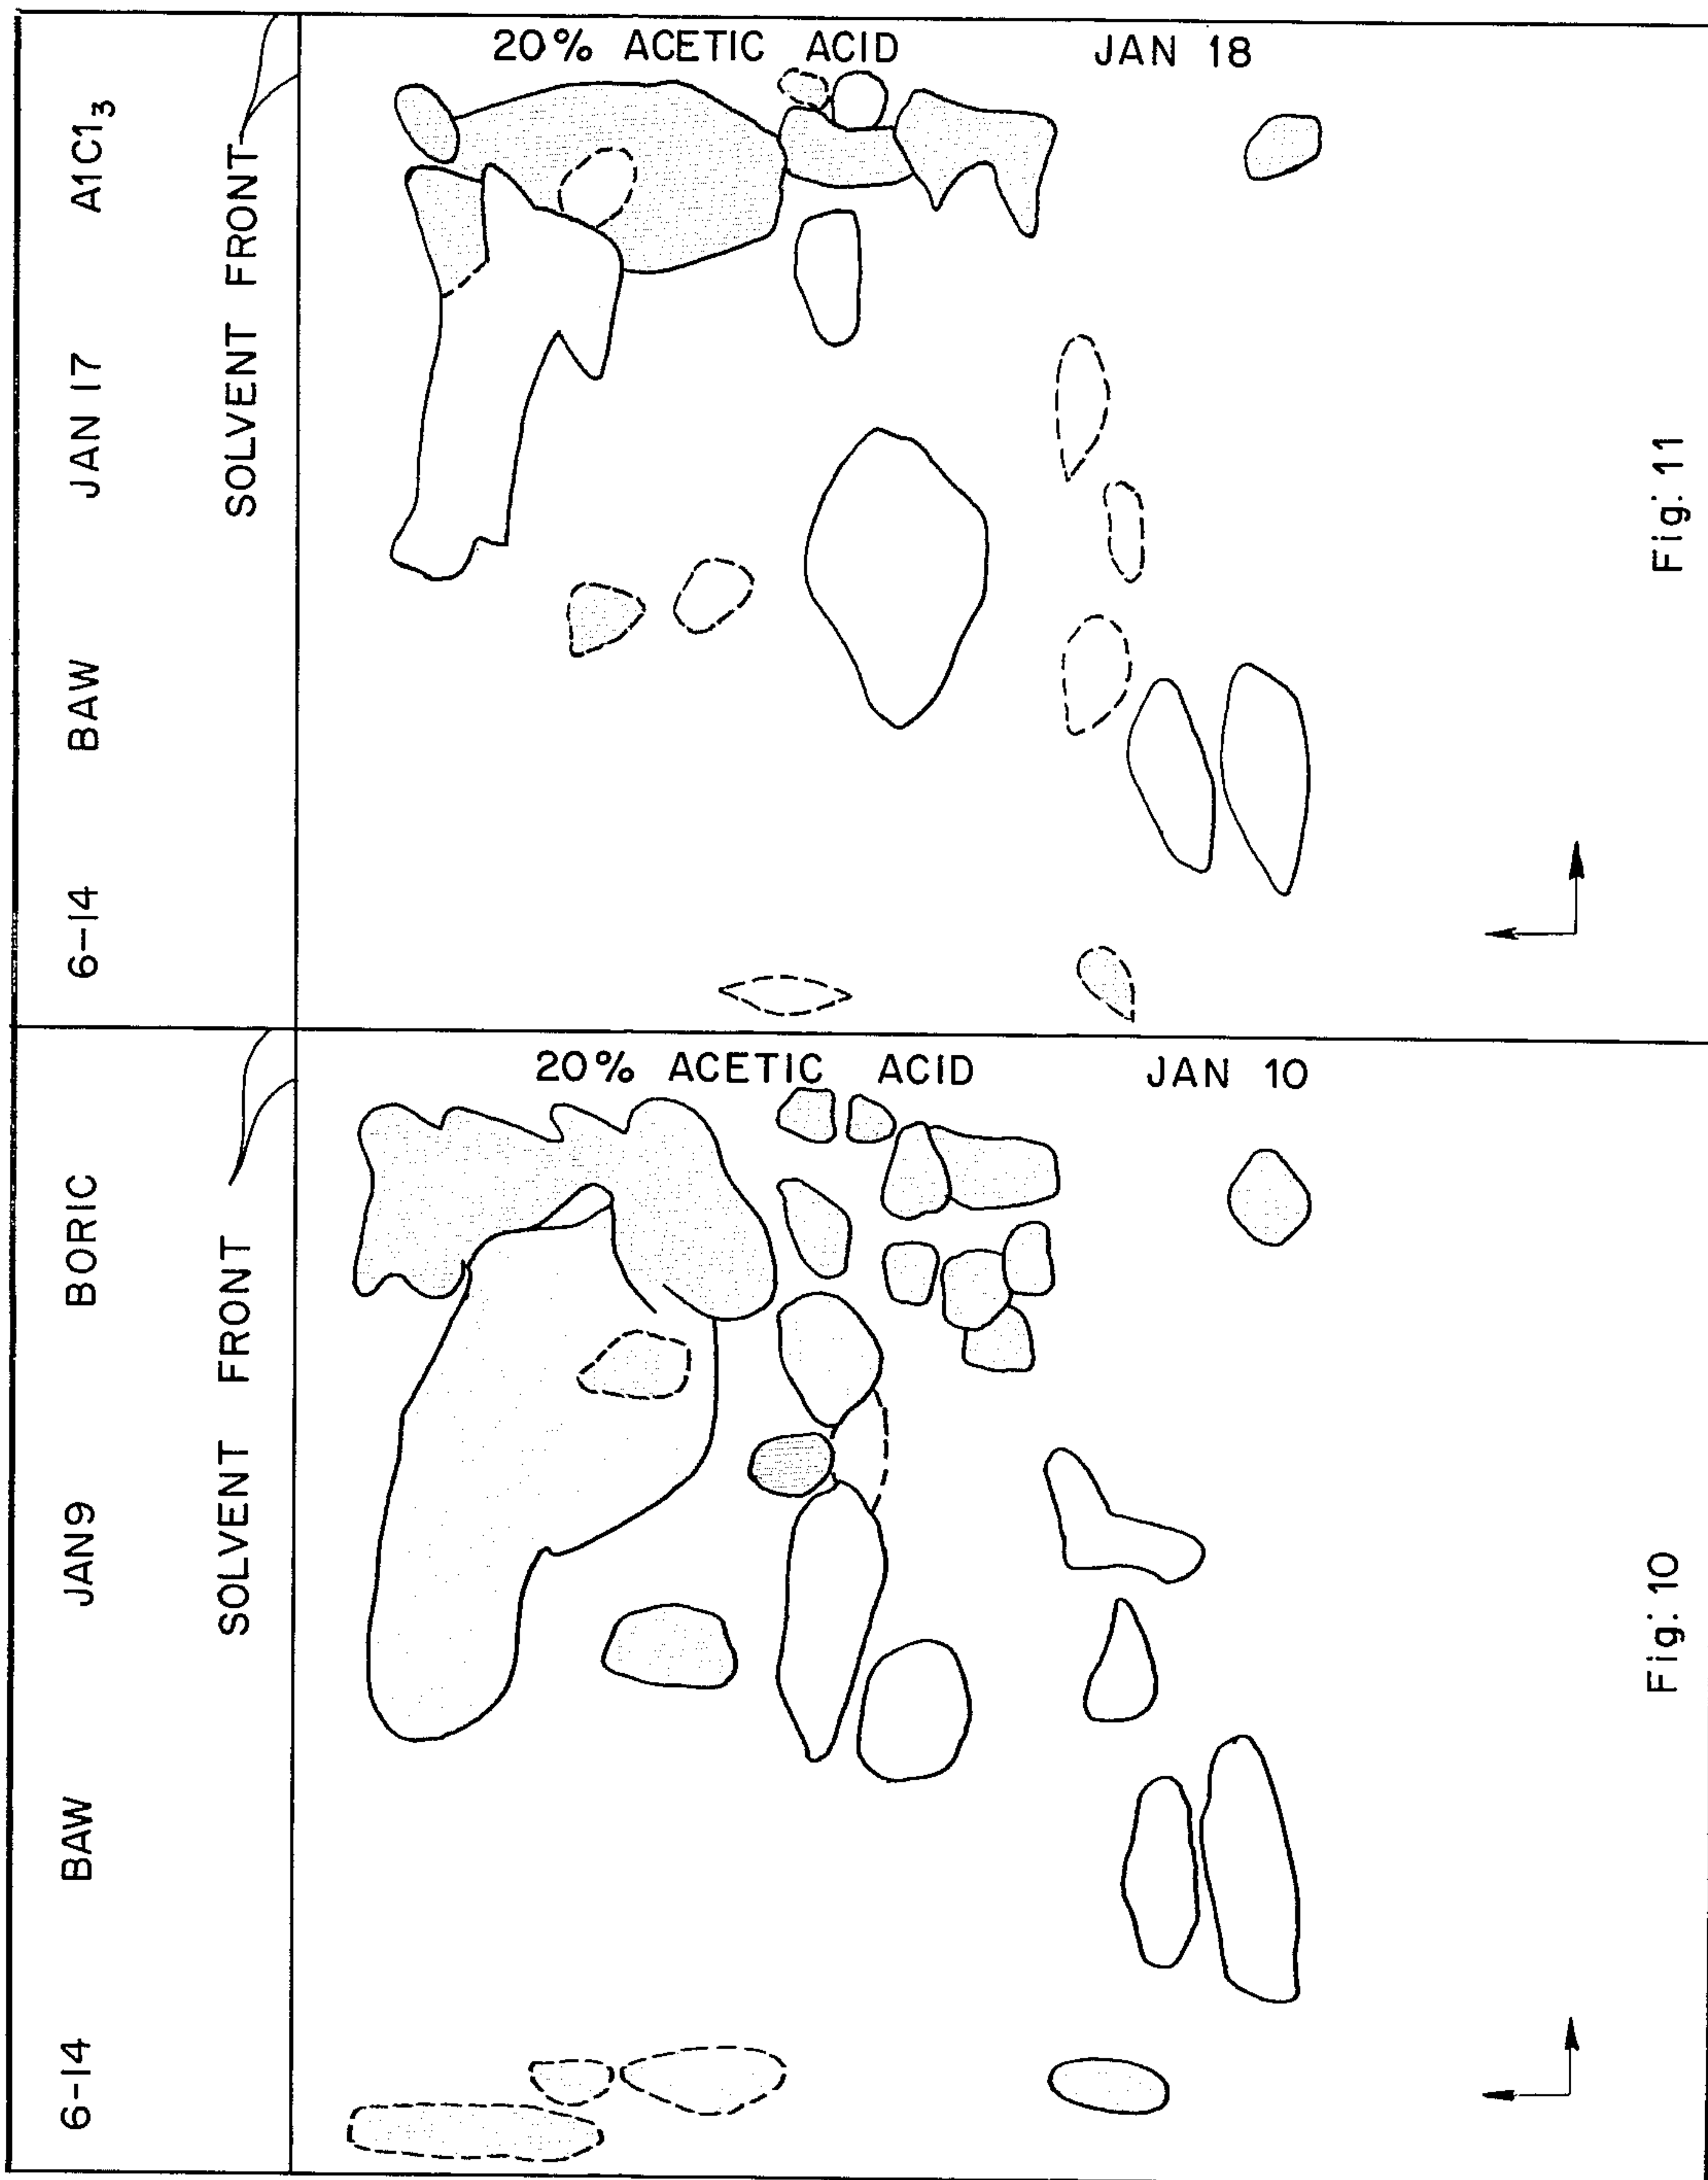 20% ACETIC ACID JAN 18
6-14 BAW JAN 17 A1C1₃
SOLVENT FRONT
Fig. 11
20% ACETIC ACID JAN 10
6-14 BAW JAN9 BORIC
SOLVENT FRONT
Fig. 10